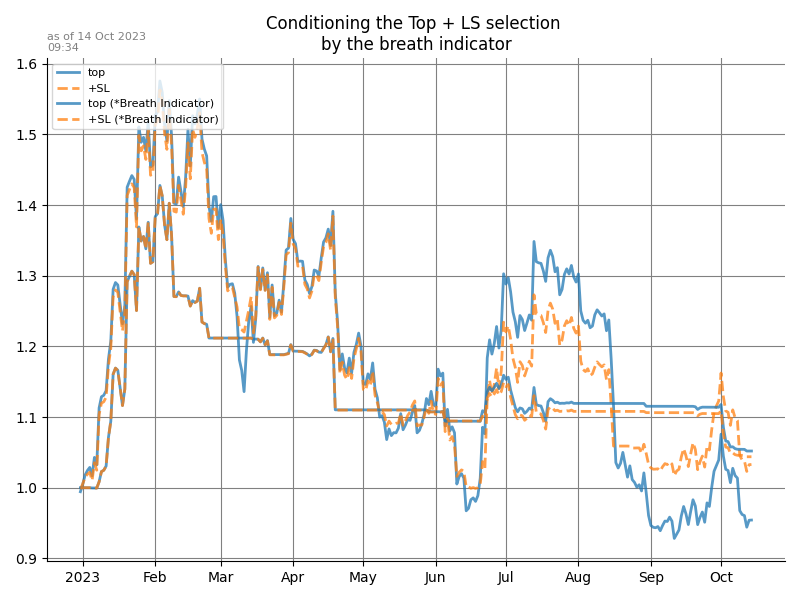 Conditioning the Top + LS selection
by the breath indicator
as of 14 Oct 2023
09:34
top
+SL
top (*Breath Indicator)
+SL (*Breath Indicator)
1.6
1.5
1.4
1.3
1.2
1.1
1.0
0.9
2023 Feb Mar Apr May Jun Jul Aug Sep Oct